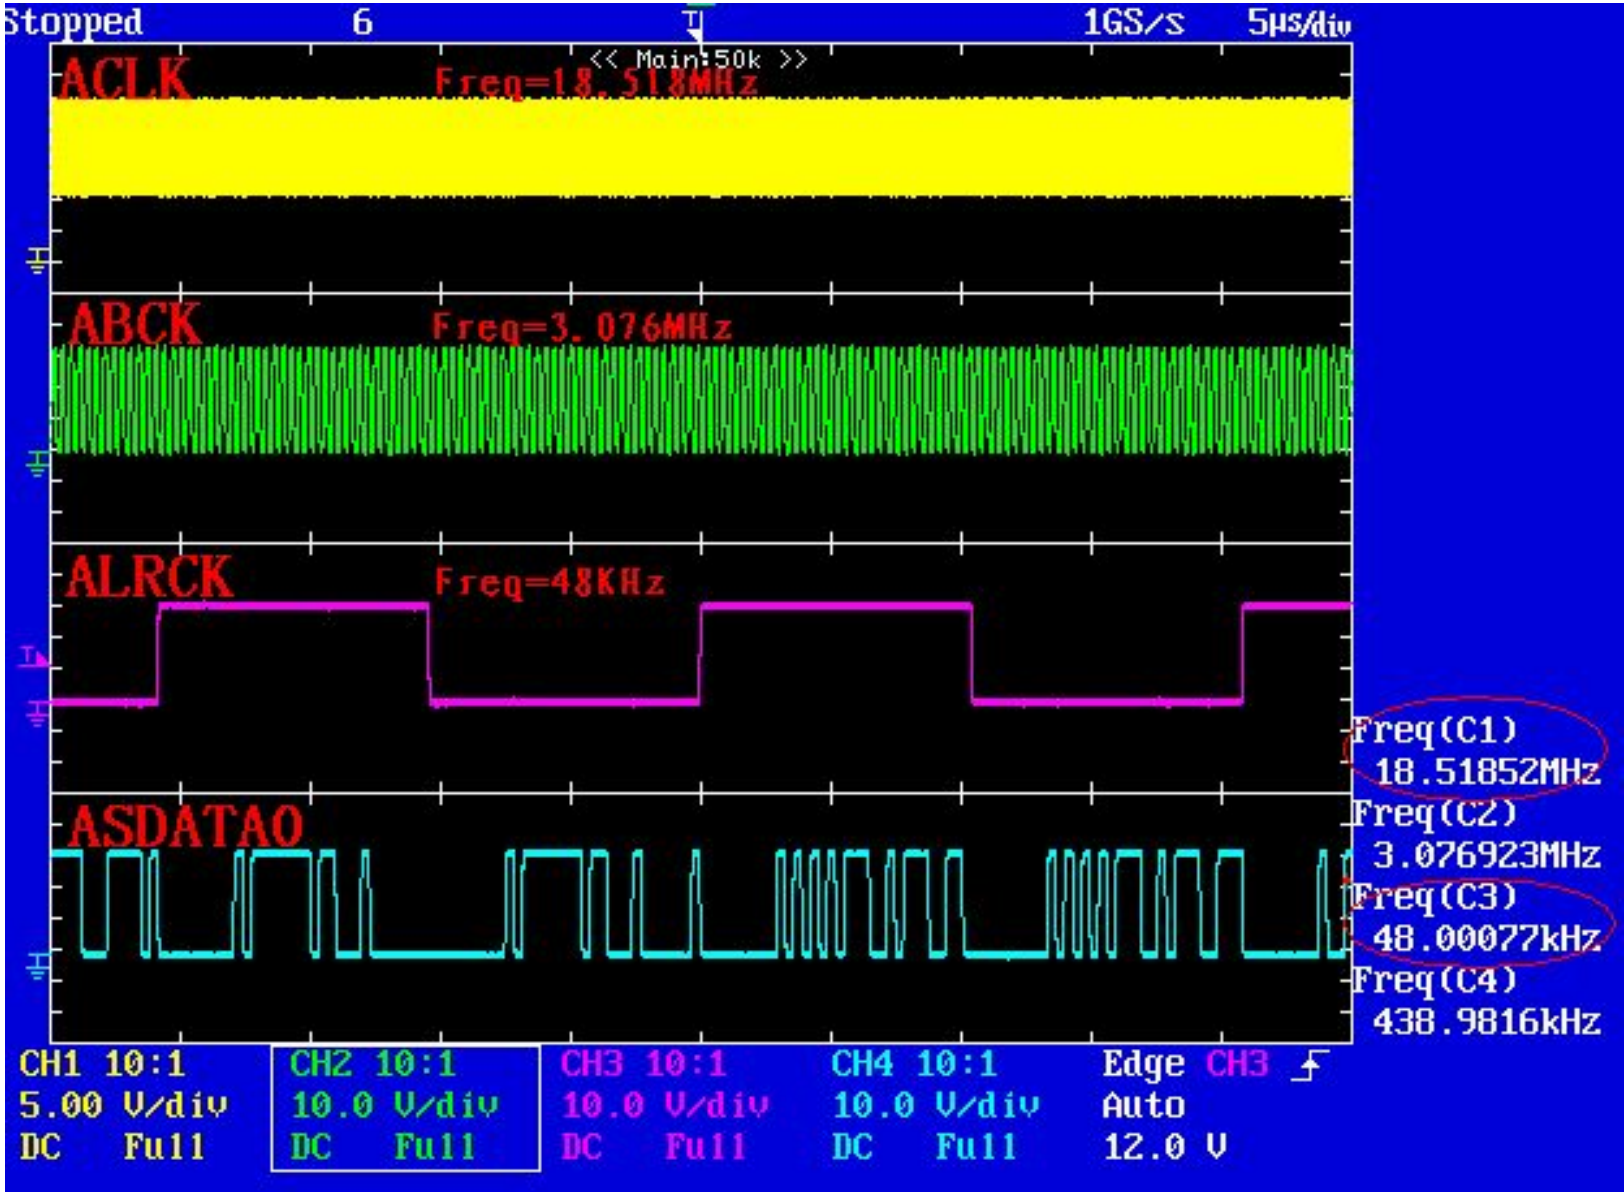 Stopped 6 T 1GS/s 5µs/div
<< Main:50k >>
ACLK Freq=18.518MHz
ABCK Freq=3.076MHz
ALRCK Freq=48KHz
T
Freq(C1)
18.51852MHz
ASDATAO
Freq(C2)
3.076923MHz
Freq(C3)
48.00077kHz
Freq(C4)
438.9816kHz
CH1 10:1 CH2 10:1 CH3 10:1 CH4 10:1 Edge CH3
5.00 V/div 10.0 V/div 10.0 V/div 10.0 V/div Auto
DC Full DC Full DC Full DC Full 12.0 V